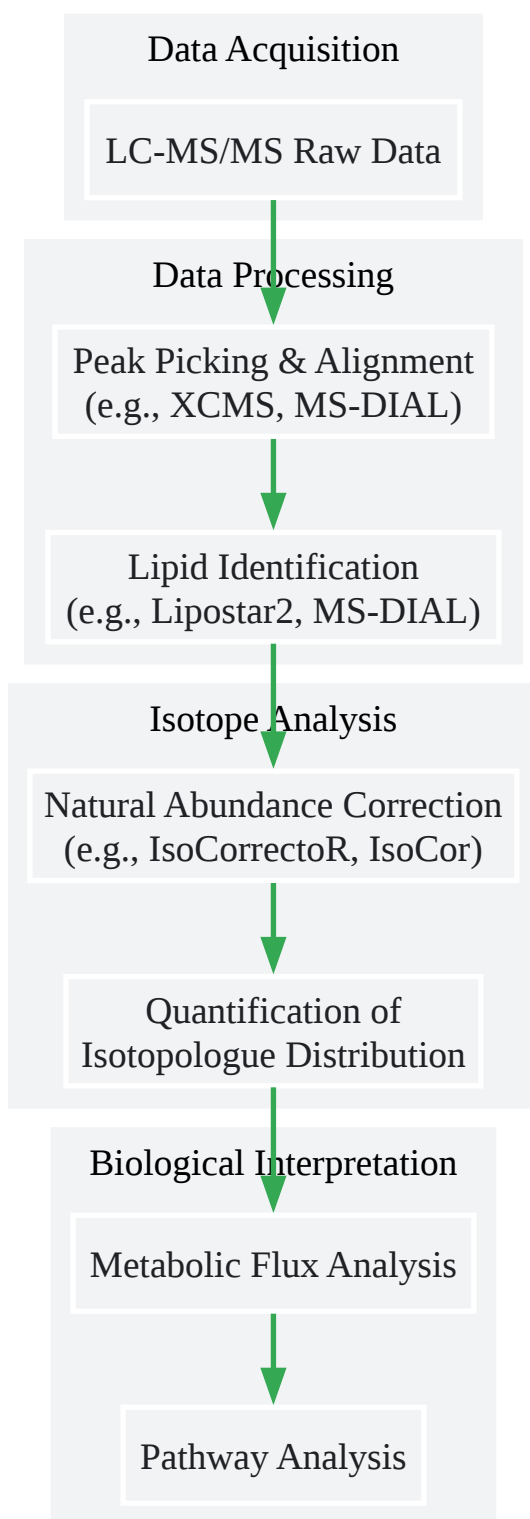 Data Acquisition
LC-MS/MS Raw Data
Data Processing
Peak Picking & Alignment
(e.g., XCMS, MS-DIAL)
Lipid Identification
(e.g., Lipostar2, MS-DIAL)
Isotope Analysis
Natural Abundance Correction
(e.g., IsoCorrectoR, IsoCor)
Quantification of
Isotopologue Distribution
Biological Interpretation
Metabolic Flux Analysis
Pathway Analysis